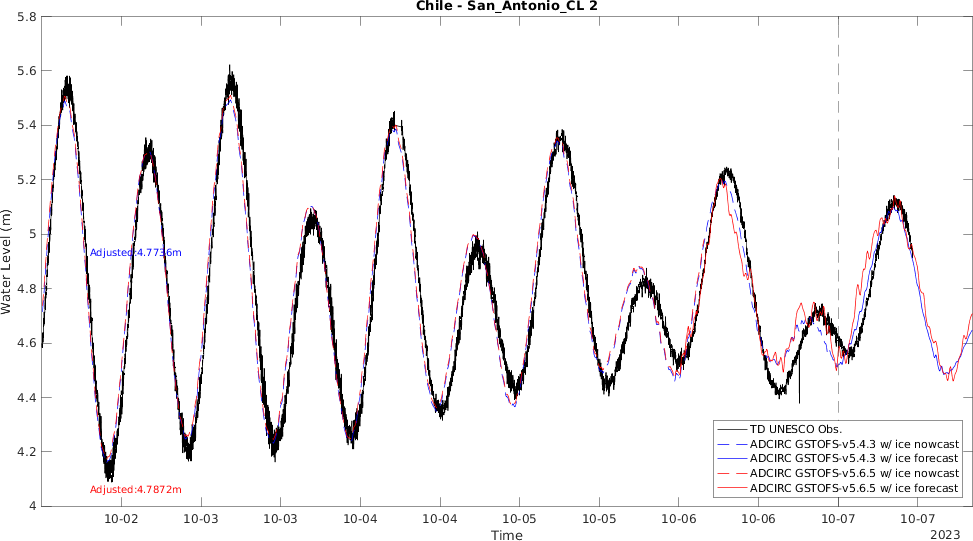 Chile - San_Antonio_CL 2
5.8
5.6
5.4
5.2
5
4.8
4.6
4.4
4.2
4
Water Level (m)
Adjusted:4.7736m
Adjusted:4.7872m
TD UNESCO Obs.
ADCIRC GSTOFS-v5.4.3 w/ ice nowcast
ADCIRC GSTOFS-v5.4.3 w/ ice forecast
ADCIRC GSTOFS-v5.6.5 w/ ice nowcast
ADCIRC GSTOFS-v5.6.5 w/ ice forecast
10-02 10-03 10-03 10-04 10-04 10-05 10-05 10-06 10-06 10-07 10-07
Time
2023